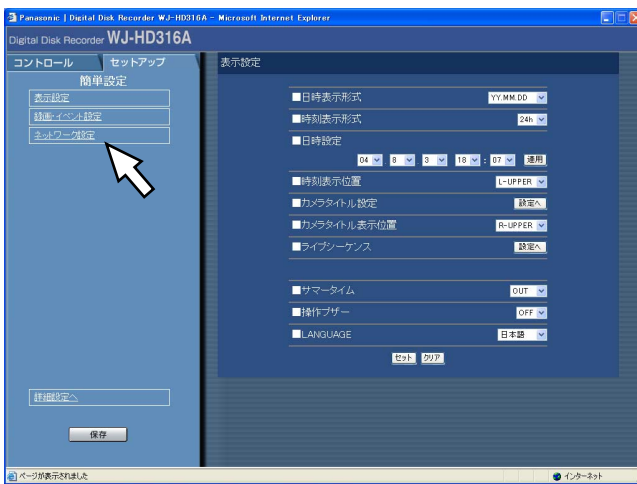 Panasonic | Digital Disk Recorder WJ-HD316A - Microsoft Internet Explorer
Digital Disk Recorder WJ-HD316A
コントロール セットアップ 表示設定
簡単設定
表示設定
録画・イベント設定
ネットワーク設定
■日時表示形式 YY.MM.DD
■時刻表示形式 24h
■日時設定
04 8 3 18 : 07 適用
■時刻表示位置 L-UPPER
■カメラタイトル設定 設定へ
■カメラタイトル表示位置 R-UPPER
■ライブシーケンス 設定へ
■サマータイム OUT
■操作ブザー OFF
■LANGUAGE 日本語
セット クリア
詳細設定へ
保存
ページが表示されました インターネット